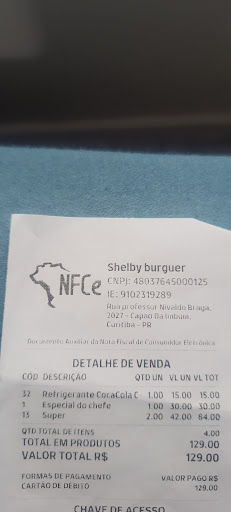 NFCe
Shelby burguer
CNPJ: 48037645000125
IE: 9102319289
Rua professor Nivaldo Braga,
2027 - Capao Da Imbuia,
Curitiba - PR
Documento Auxiliar da Nota Fiscal de Consumidor Eletrônica
DETALHE DE VENDA
CÓD DESCRIÇÃO QTD UN VL UN VL TOT
32 Refrigerante CocaCola C 1.00 15.00 15.00
1 Especial do chefe 1.00 30.00 30.00
13 Super 2.00 42.00 84.00
QTD TOTAL DE ITENS 4.00
TOTAL EM PRODUTOS 129.00
VALOR TOTAL R$ 129.00
FORMAS DE PAGAMENTO VALOR PAGO R$
CARTÃO DE DÉBITO 129.00
CHAVE DE ACESSO